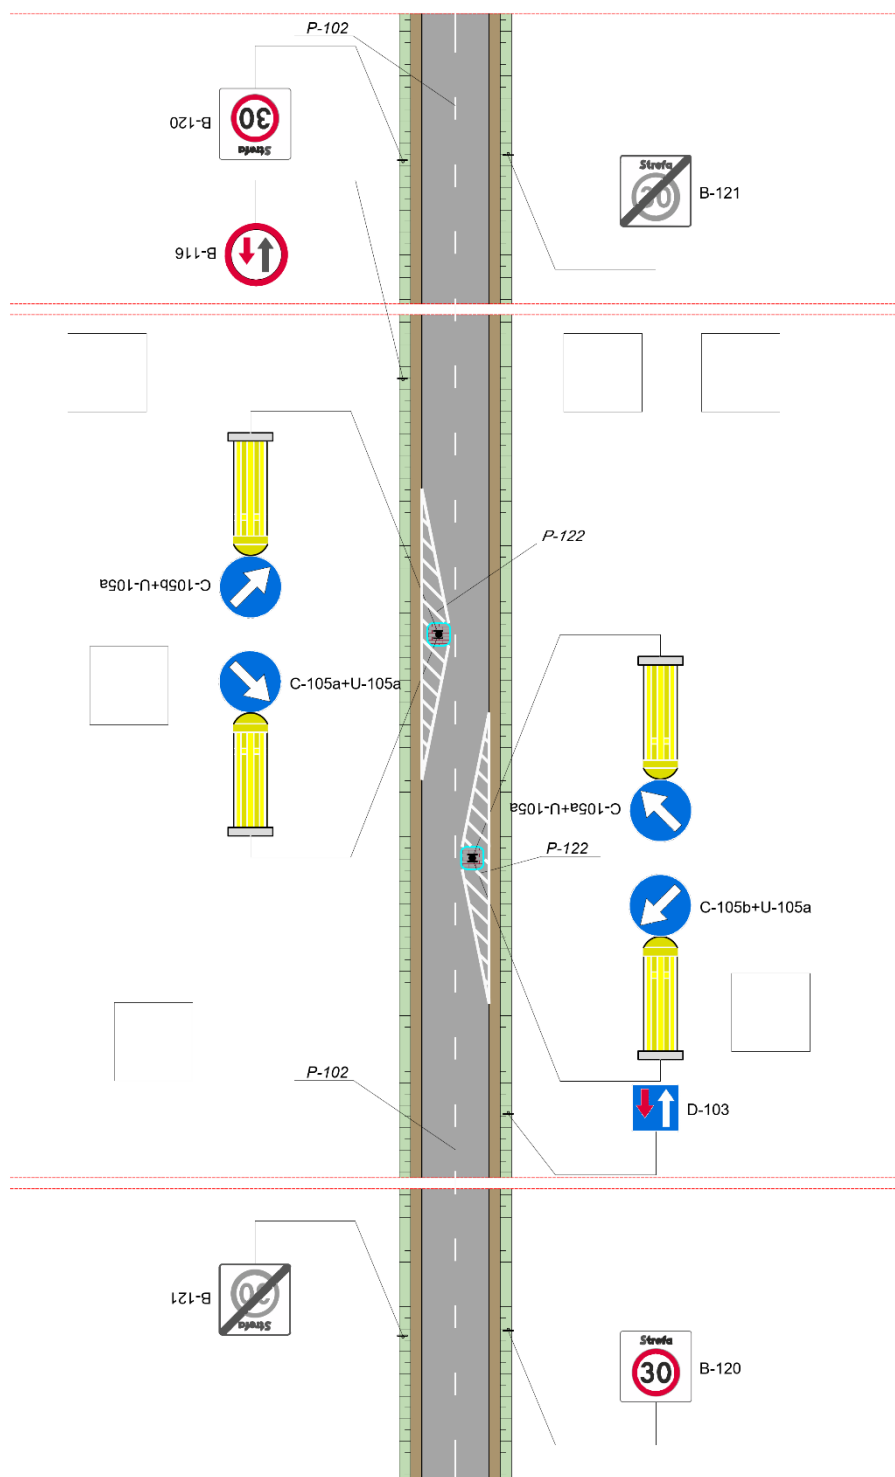 P-102
30
Strefa
B-120
Strefa
30
B-121
B-116
P-122
C-105b+U-105a
C-105a+U-105a
C-105a+U-105a
P-122
C-105b+U-105a
P-102
D-103
30
Strefa
B-121
Strefa
30
B-120